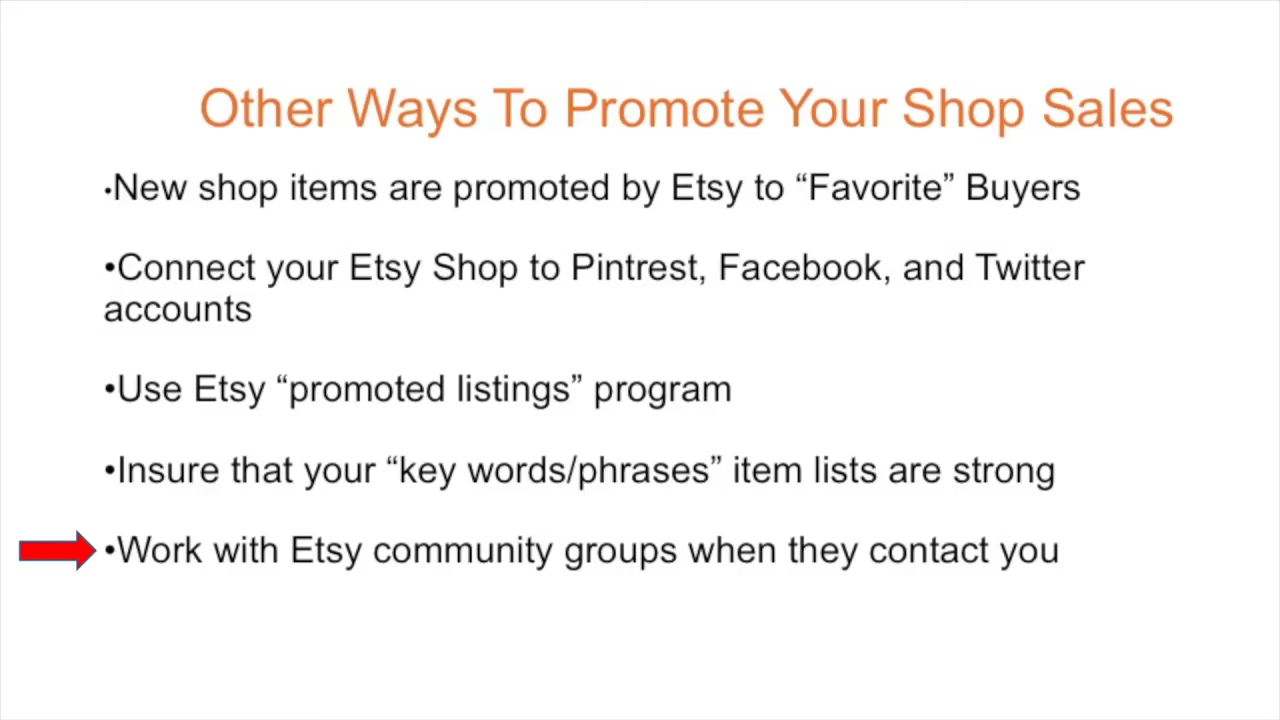 Other Ways To Promote Your Shop Sales
•New shop items are promoted by Etsy to “Favorite” Buyers
•Connect your Etsy Shop to Pintrest, Facebook, and Twitter
accounts
•Use Etsy “promoted listings” program
•Insure that your “key words/phrases” item lists are strong
•Work with Etsy community groups when they contact you